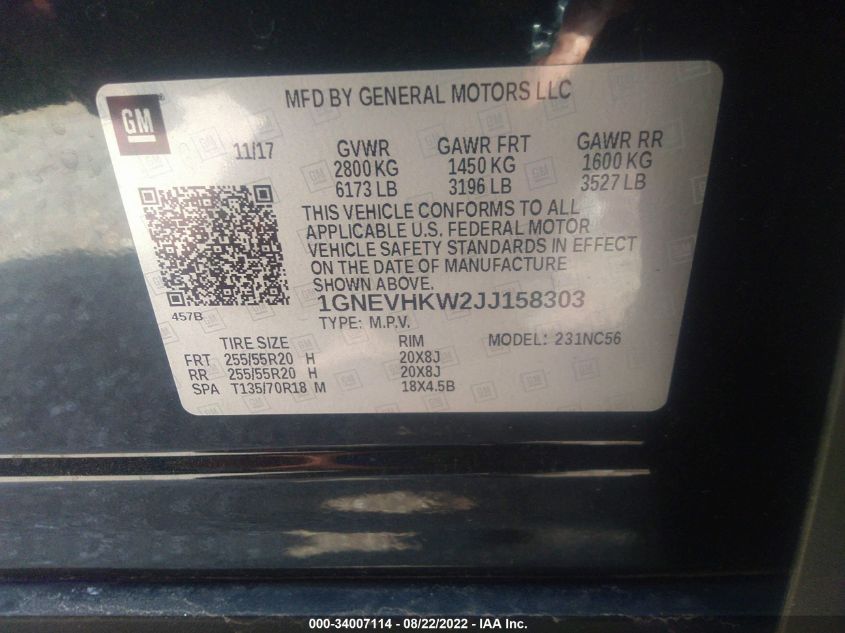 MFD BY GENERAL MOTORS LLC
GM
11/17 GVWR GAWR FRT GAWR RR
2800 KG 1450 KG 1600 KG
6173 LB 3196 LB 3527 LB
THIS VEHICLE CONFORMS TO ALL
APPLICABLE U.S. FEDERAL MOTOR
VEHICLE SAFETY STANDARDS IN EFFECT
ON THE DATE OF MANUFACTURE
SHOWN ABOVE.
457B
1GNEVHKW2JJ158303
TYPE: M.P.V.
TIRE SIZE RIM MODEL: 231NC56
FRT 255/55R20 H 20X8J
RR 255/55R20 H 20X8J
SPA T135/70R18 M 18X4.5B
000-34007114 - 08/22/2022 - IAA Inc.